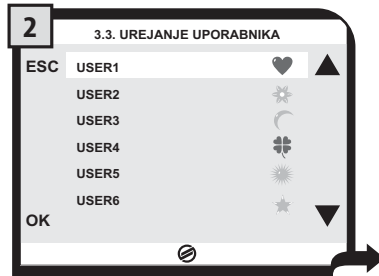 2
3.3. UREJANJE UPORABNIKA
ESC USER1
USER2
USER3
USER4
USER5
USER6
OK